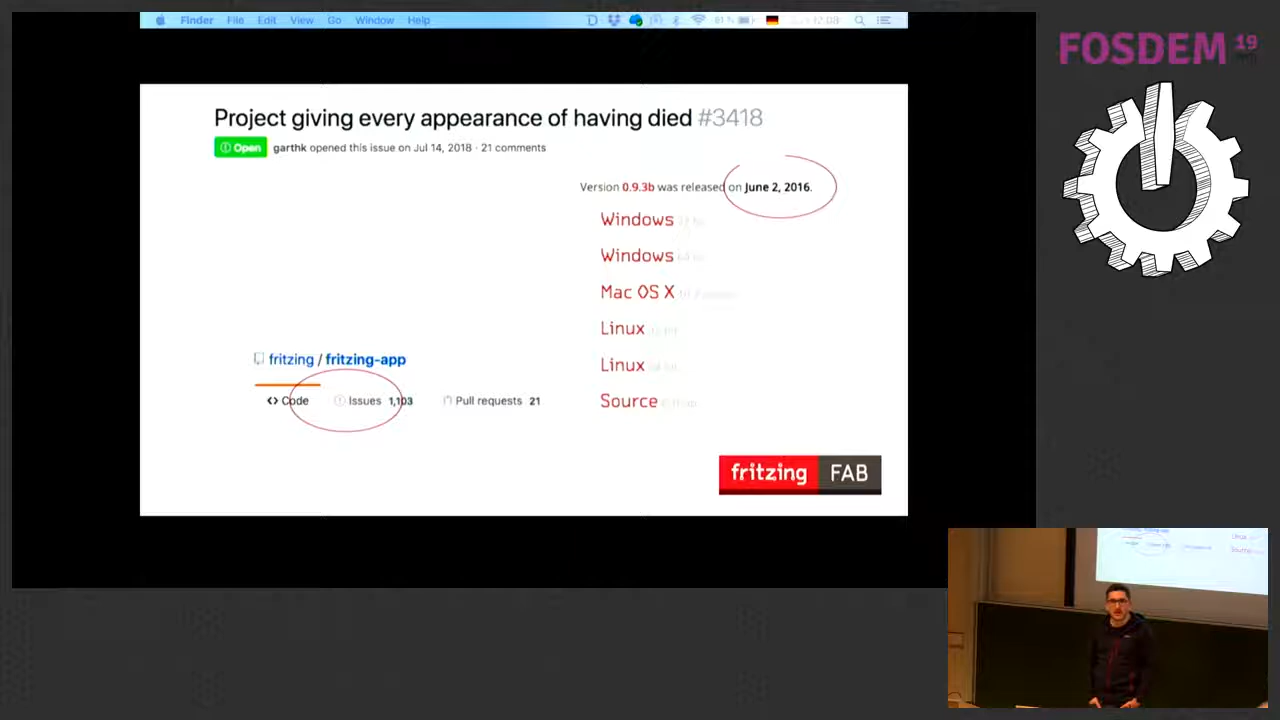 Finder File Edit View Go Window Help
FOSDEM 19
Project giving every appearance of having died #3418
Open garthk opened this issue on Jul 14, 2018 · 21 comments
Version 0.9.3b was released on June 2, 2016.
Windows
Windows
Mac OS X
Linux
Linux
Source
fritzing / fritzing-app
Code Issues 1,103 Pull requests 21
fritzing FAB